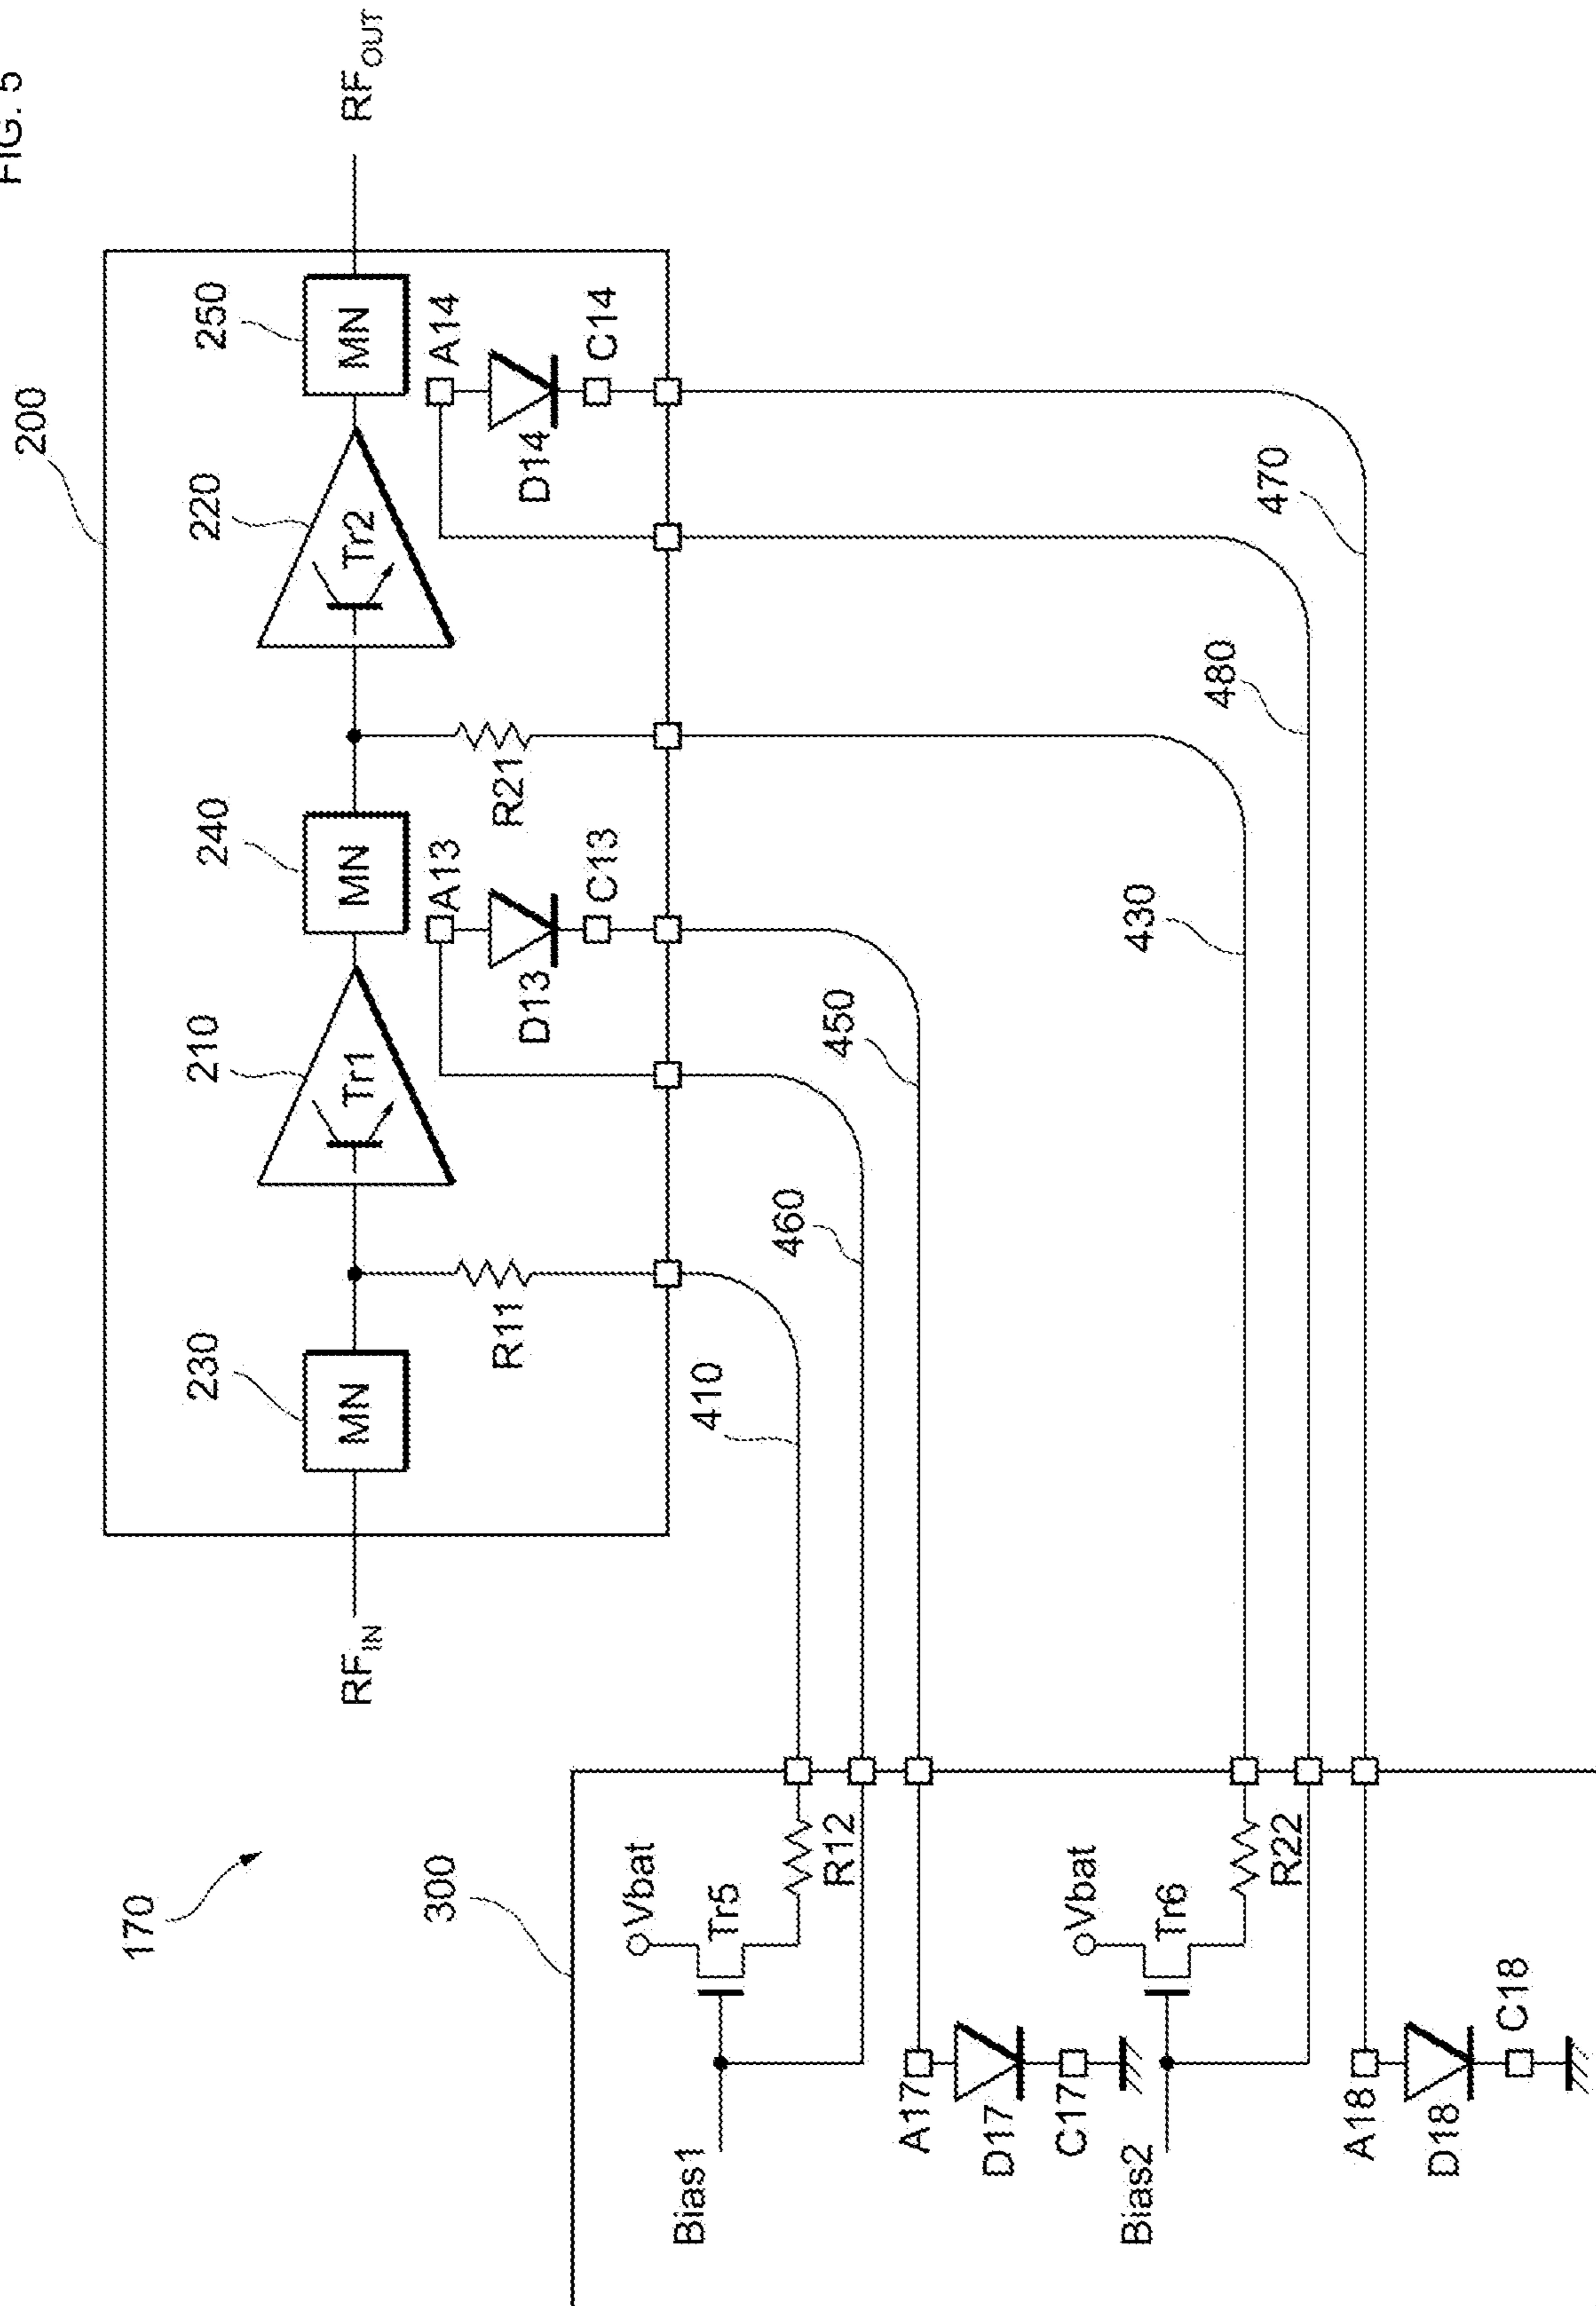 FIG. 5
200
210
220
230
240
250
MN
MN
MN
Tr1
Tr2
RFIN
RFOUT
R11
R21
A13
D13
C13
A14
D14
C14
170
300
410
460
450
430
480
470
Vbat
Tr5
R12
Bias1
A17
D17
C17
Vbat
Tr6
R22
Bias2
A18
D18
C18